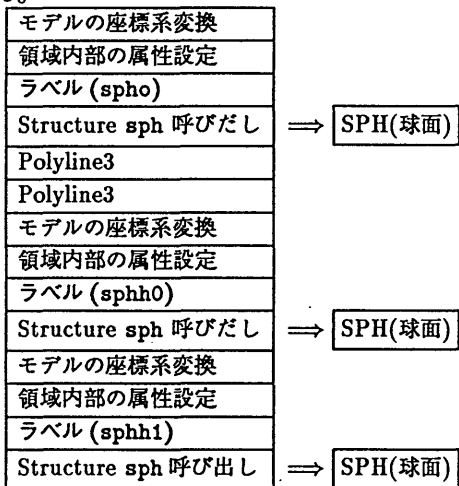 モデルの座標系変換
領域内部の属性設定
ラベル (spho)
Structure sph 呼びだし ⟹ SPH(球面)
Polyline3
Polyline3
モデルの座標系変換
領域内部の属性設定
ラベル (sphh0)
Structure sph 呼びだし ⟹ SPH(球面)
モデルの座標系変換
領域内部の属性設定
ラベル (sphh1)
Structure sph 呼び出し ⟹ SPH(球面)